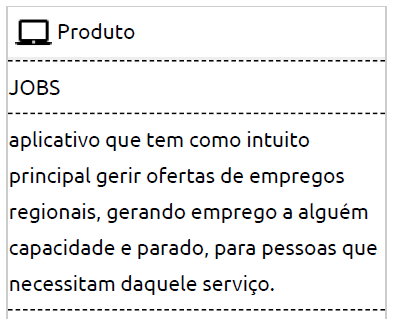 Produto
JOBS
aplicativo que tem como intuito
principal gerir ofertas de empregos
regionais, gerando emprego a alguém
capacidade e parado, para pessoas que
necessitam daquele serviço.